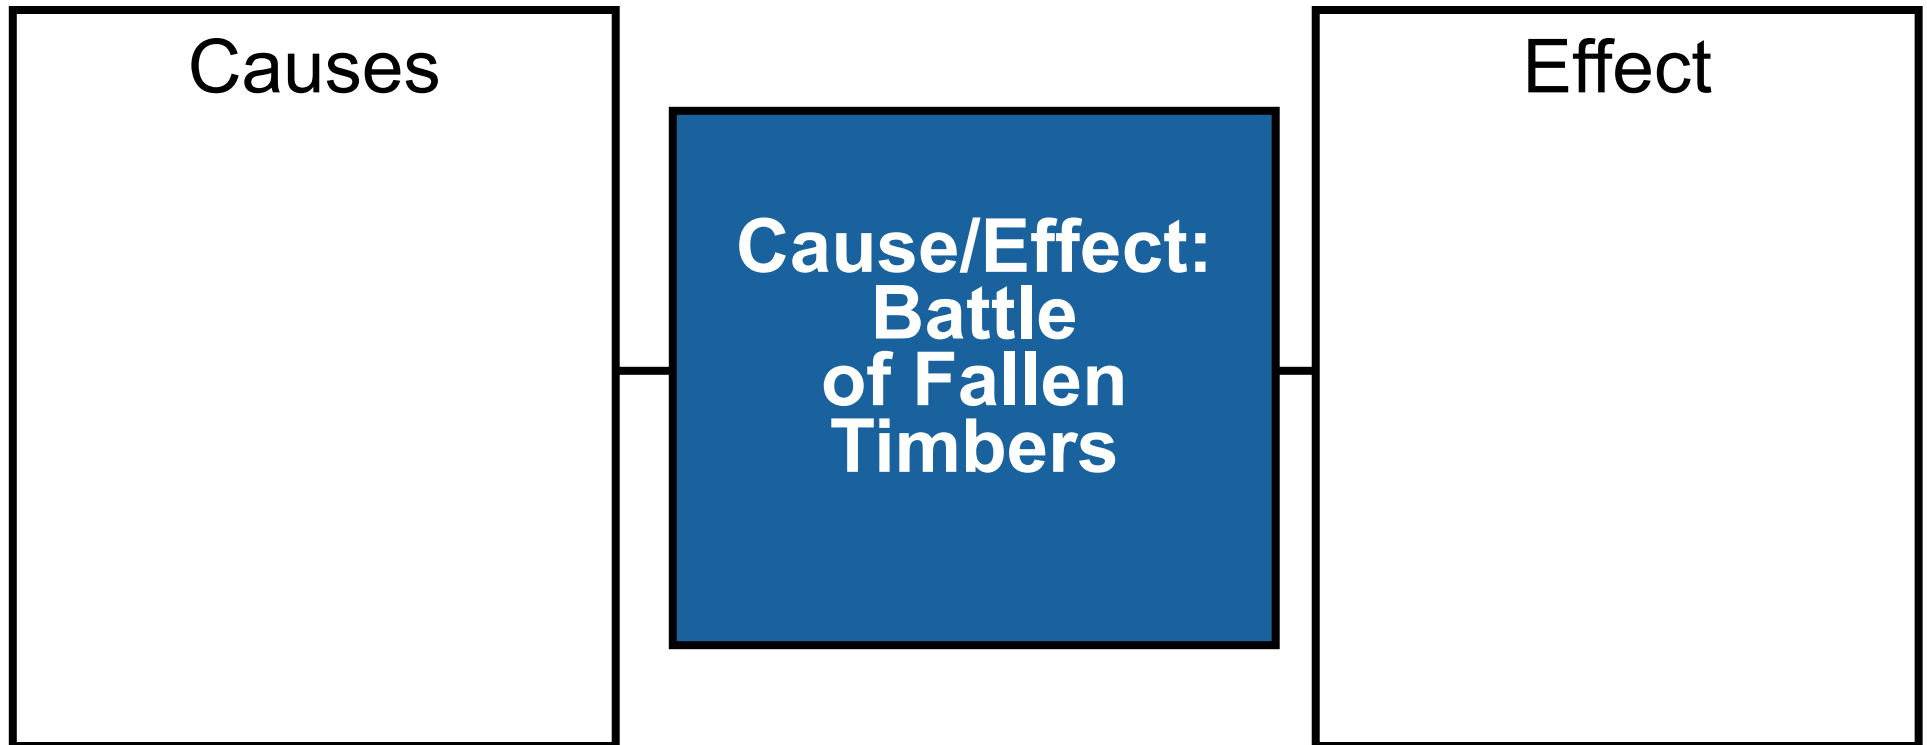 Causes
Cause/Effect:
Battle
of Fallen
Timbers
Effect